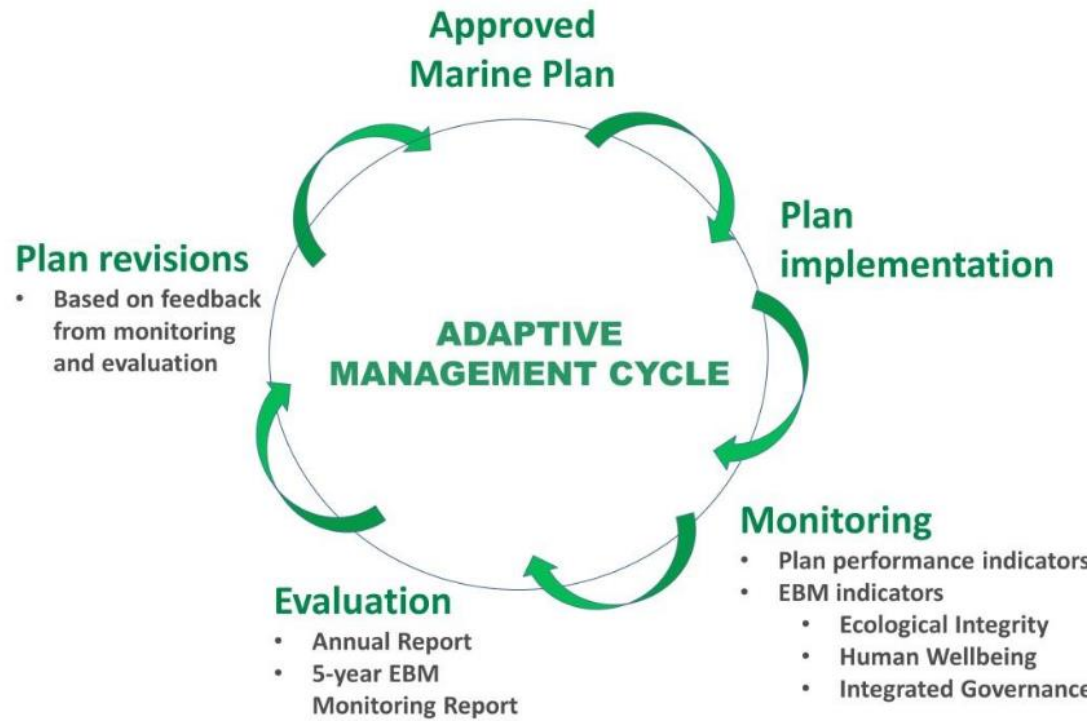 Approved
Marine Plan
Plan
implementation
Monitoring
• Plan performance indicators
• EBM indicators
• Ecological Integrity
• Human Wellbeing
• Integrated Governance
Evaluation
• Annual Report
• 5-year EBM
Monitoring Report
Plan revisions
• Based on feedback
from monitoring
and evaluation
ADAPTIVE
MANAGEMENT CYCLE